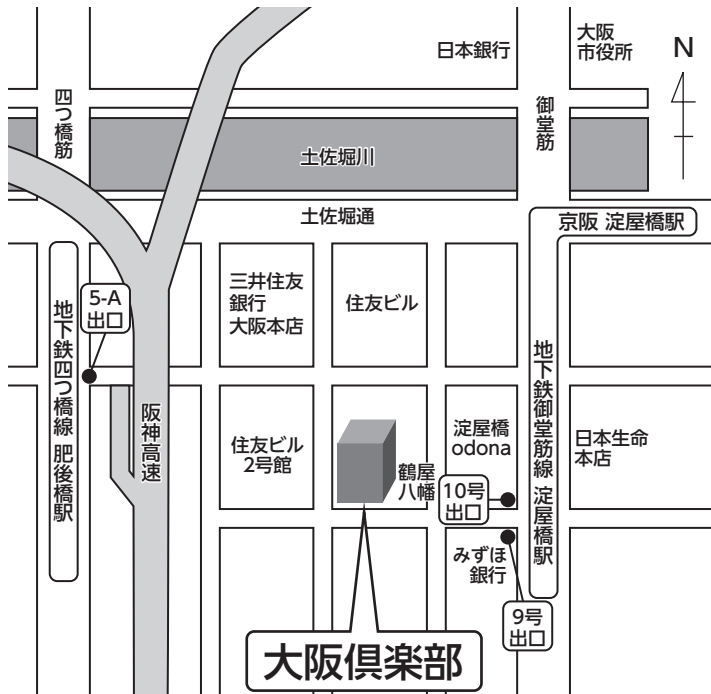 日本銀行
大阪
市役所
N
四つ橋筋
御堂筋
土佐堀川
土佐堀通
京阪 淀屋橋駅
5-A
出口
三井住友
銀行
大阪本店
住友ビル
地下鉄四つ橋線 肥後橋駅
阪神高速
地下鉄御堂筋線 淀屋橋駅
住友ビル
2号館
鶴屋
八幡
淀屋橋
odona
日本生命
本店
10号
出口
みずほ
銀行
9号
出口
大阪倶楽部